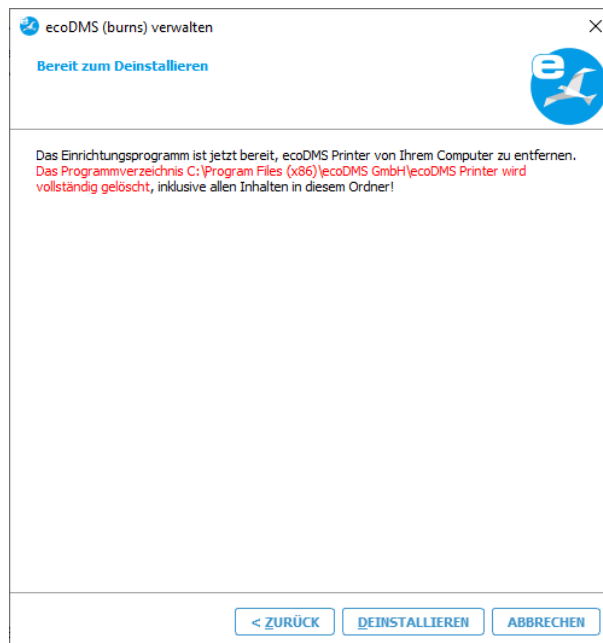 ecoDMS (burns) verwalten
Bereit zum Deinstallieren
e
Das Einrichtungsprogramm ist jetzt bereit, ecoDMS Printer von Ihrem Computer zu entfernen.
Das Programmverzeichnis C:\Program Files (x86)\ecoDMS GmbH\ecoDMS Printer wird
vollständig gelöscht, inklusive allen Inhalten in diesem Ordner!
< ZURÜCK DEINSTALLIEREN ABBRECHEN